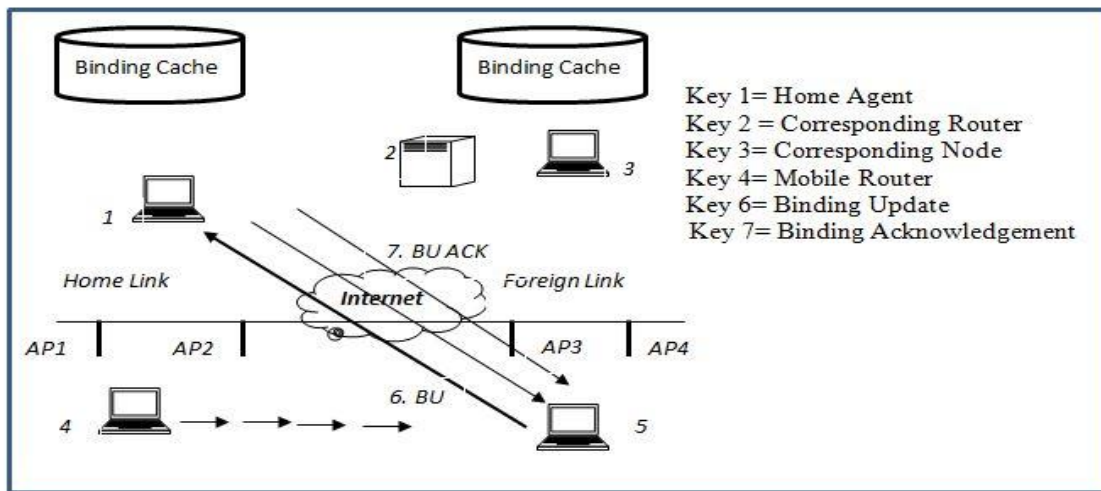 Binding Cache
Binding Cache
Key 1= Home Agent
Key 2 = Corresponding Router
Key 3= Corresponding Node
Key 4= Mobile Router
Key 6= Binding Update
Key 7= Binding Acknowledgement
2
3
1
7. BU ACK
Home Link
Internet
Foreign Link
AP1
AP2
AP3
AP4
6. BU
4
5